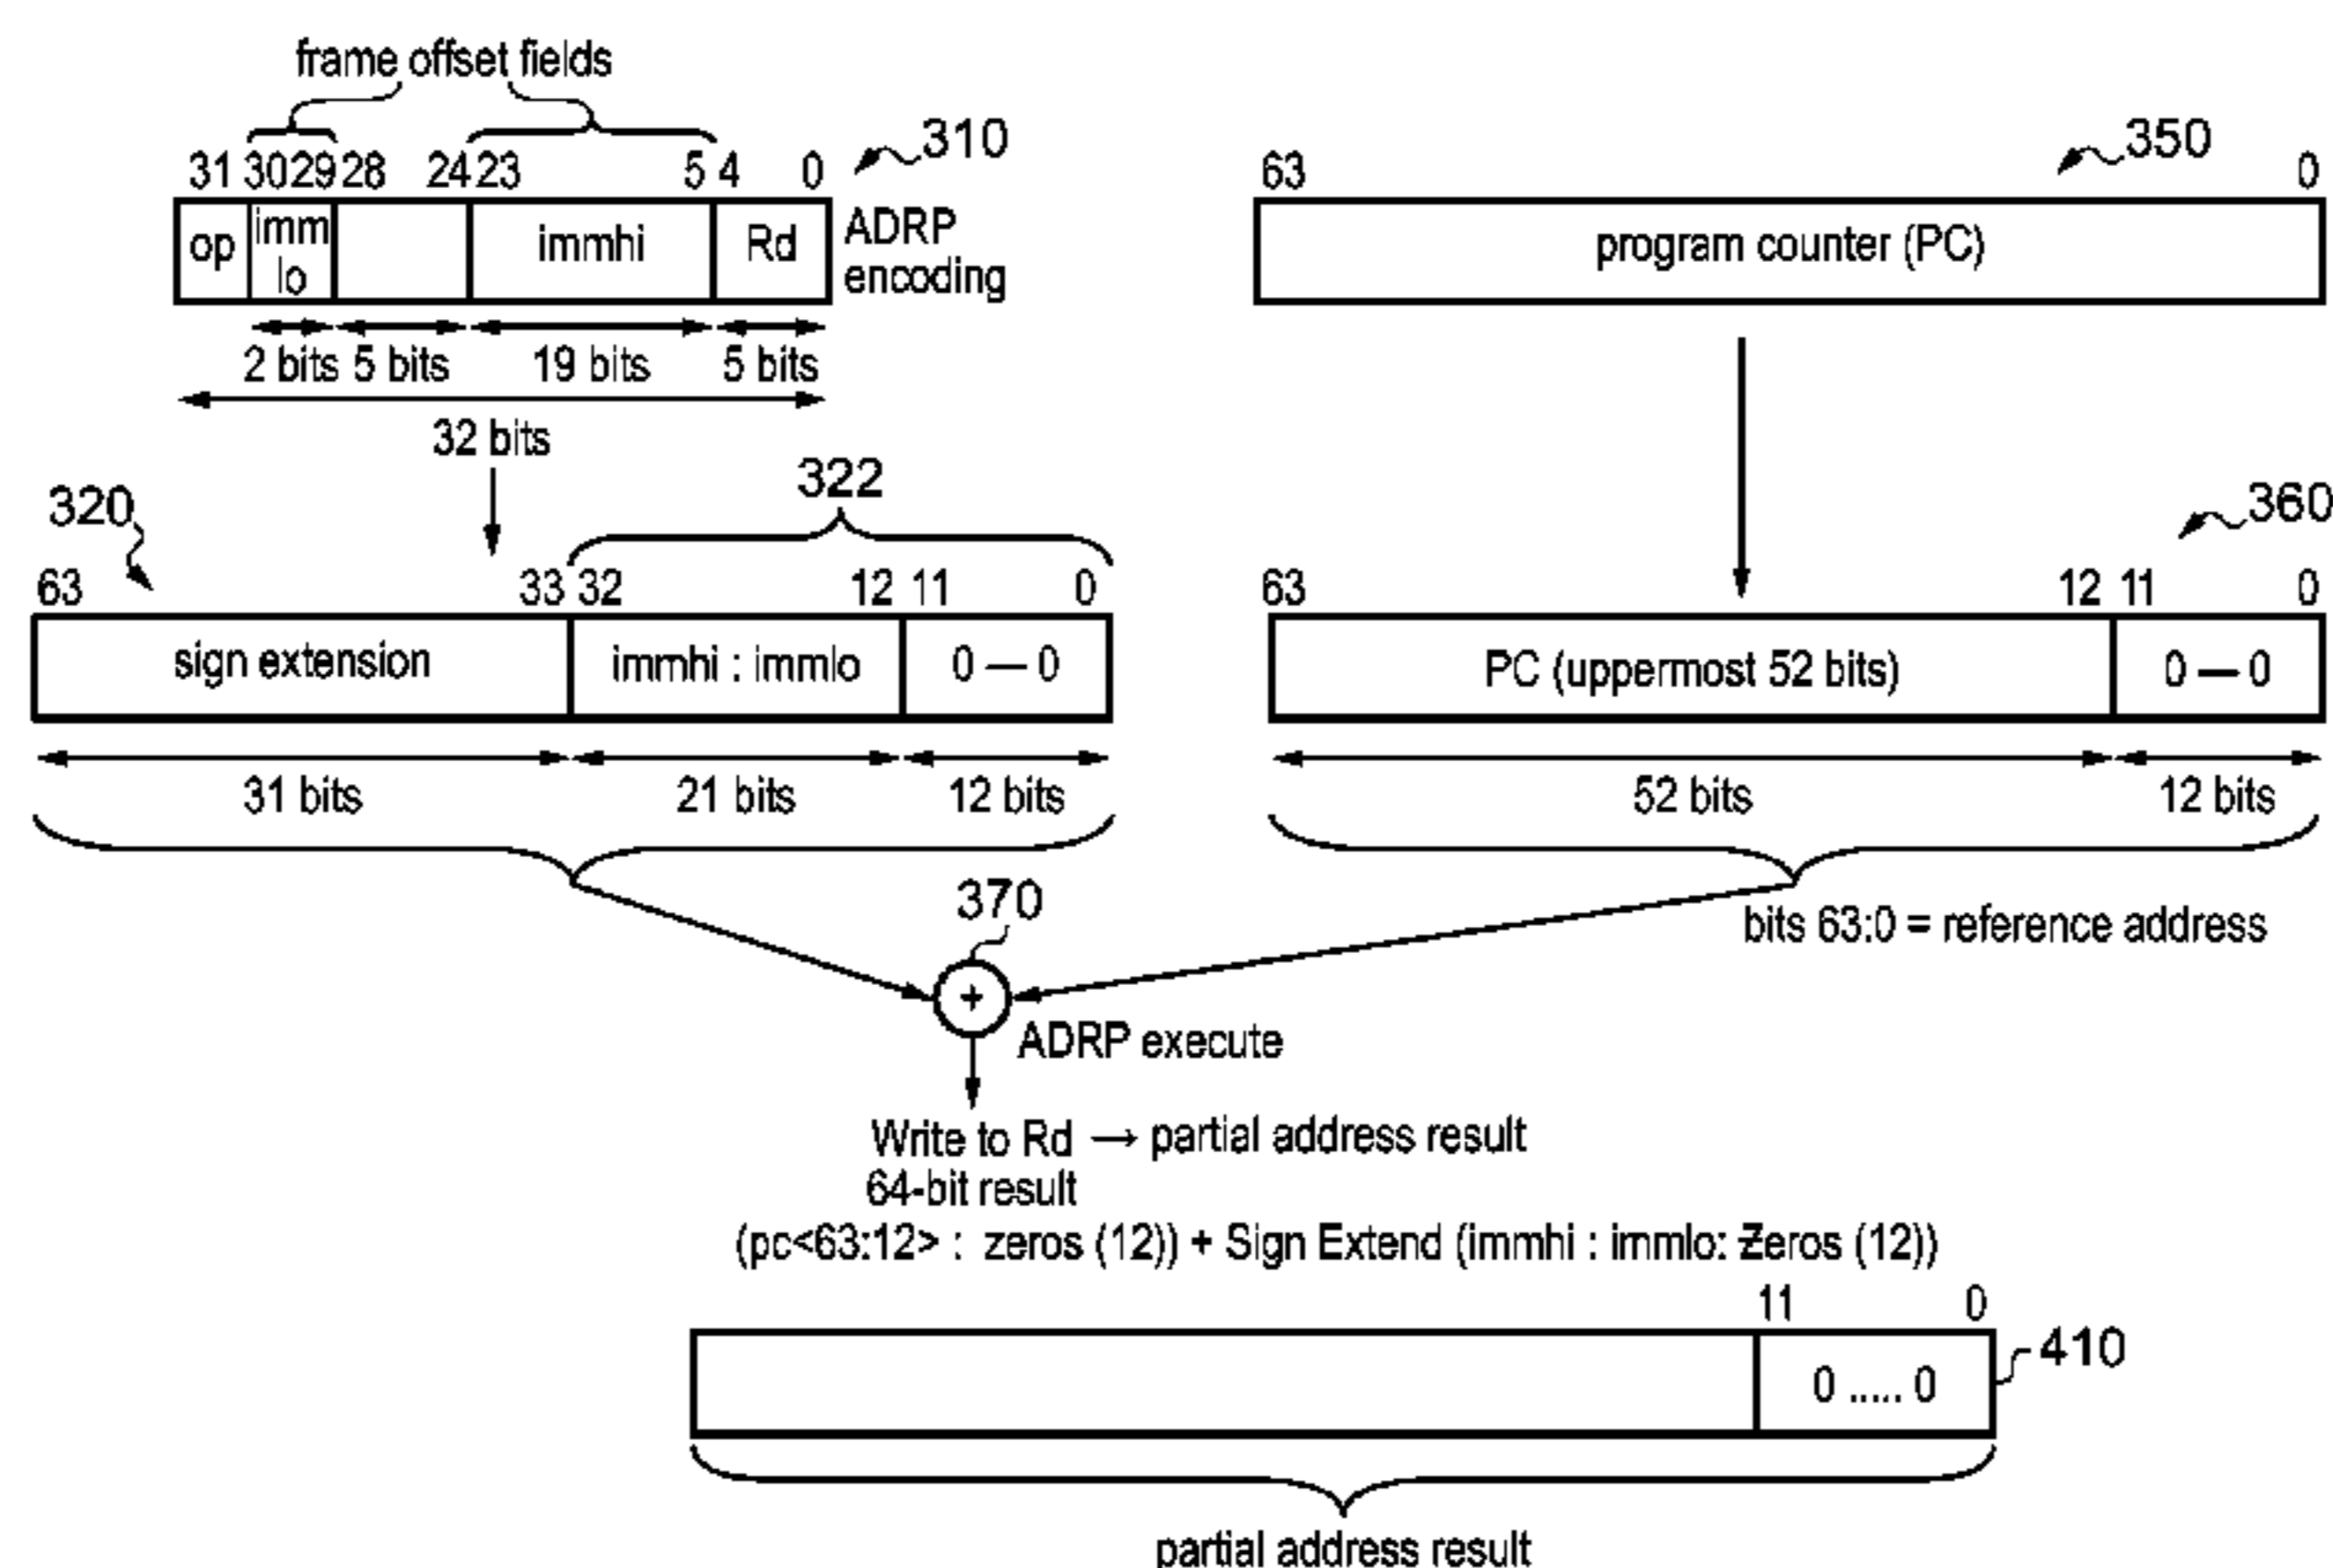 frame offset fields
31 30 29 28 24 23 5 4 0
310
op
imm
lo
immhi
Rd
ADRP
encoding
2 bits 5 bits 19 bits 5 bits
32 bits
350
63 0
program counter (PC)
320
322
63 33 32 12 11 0
sign extension
immhi : immlo
0 — 0
31 bits 21 bits 12 bits
360
63 12 11 0
PC (uppermost 52 bits)
0 — 0
52 bits 12 bits
bits 63:0 = reference address
370
+
ADRP execute
Write to Rd → partial address result
64-bit result
(pc<63:12> : zeros (12)) + Sign Extend (immhi : immlo: Zeros (12))
11 0
0 ..... 0
410
partial address result